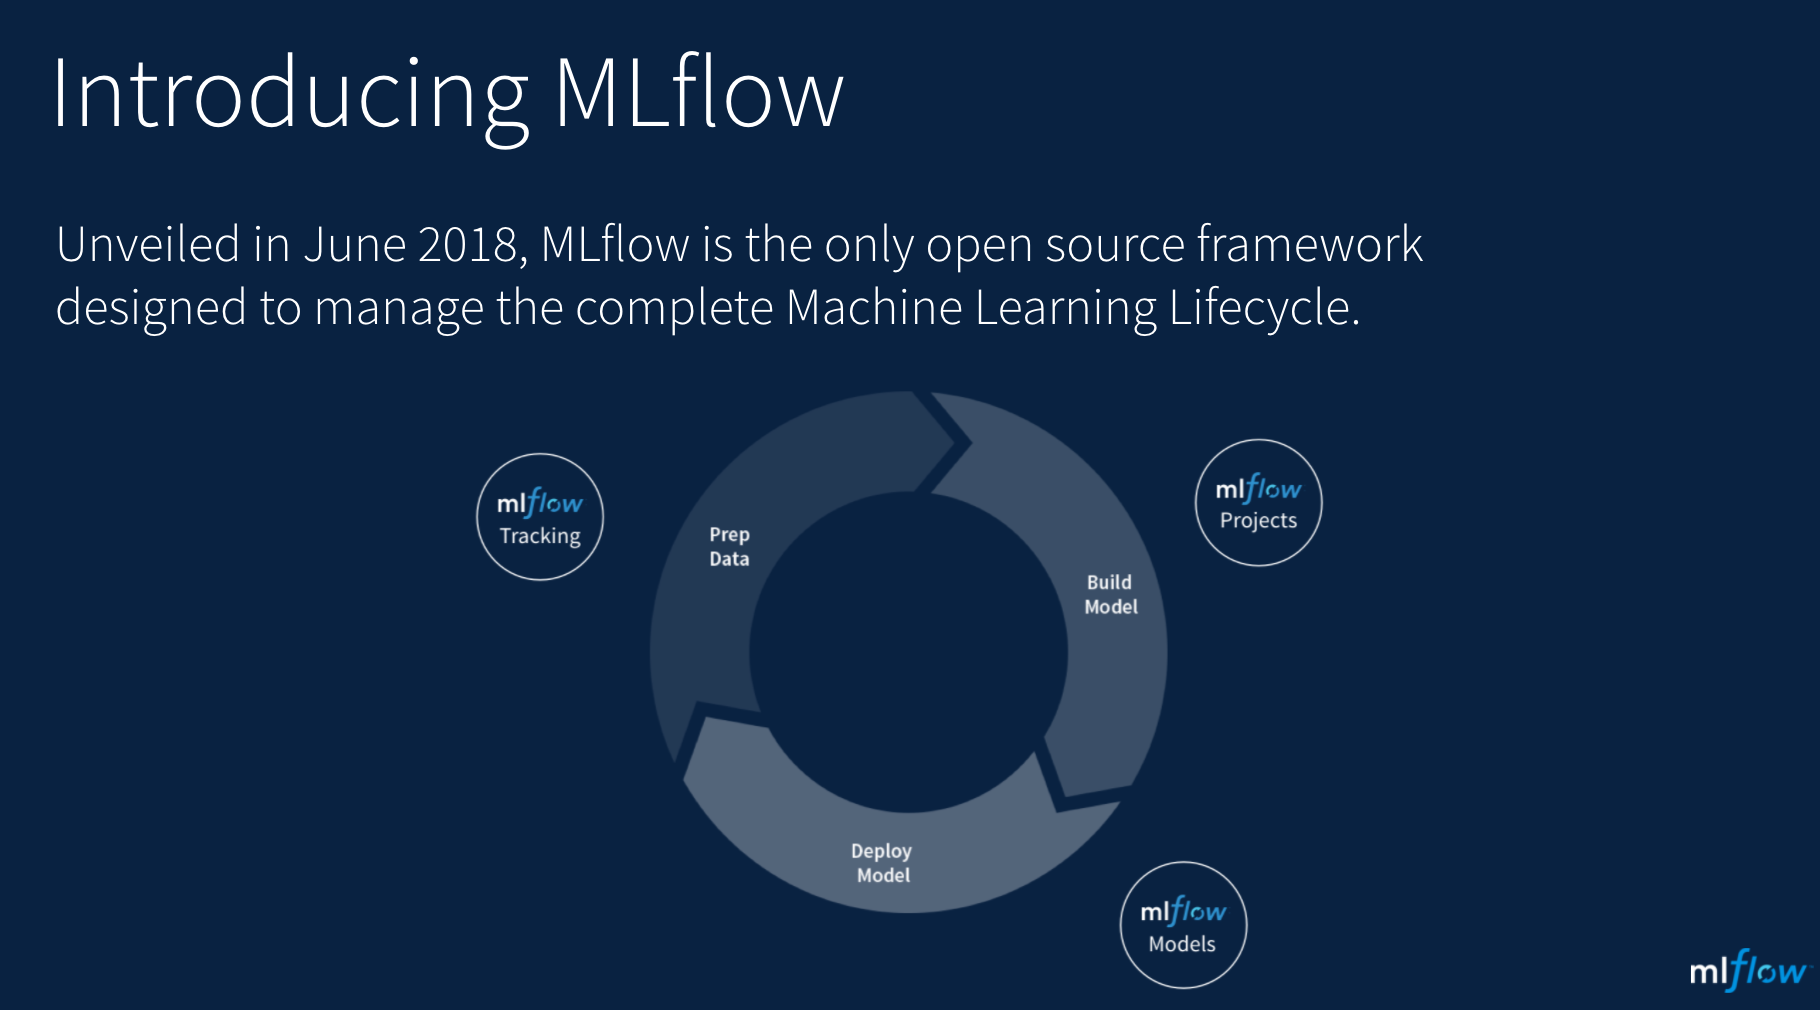 Introducing MLflow
Unveiled in June 2018, MLflow is the only open source framework
designed to manage the complete Machine Learning Lifecycle.
mlflow
Tracking
Prep
Data
mlflow
Projects
Build
Model
Deploy
Model
mlflow
Models
mlflow